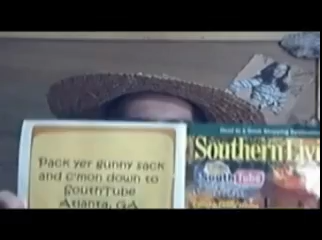 Pack yer gunny sack
and c'mon down to
SouthTube
Atlanta, GA
Southern Liv
SouthTube